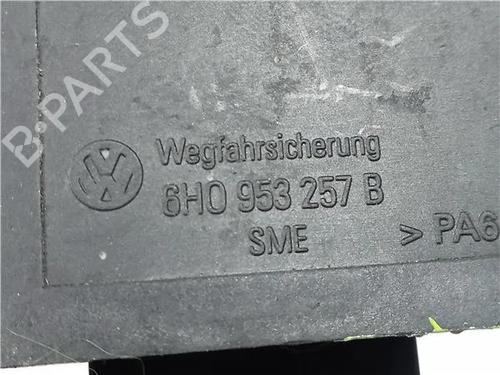 B-PARTS
Wegfahrsicherung
6H0 953 257 B
SME > PA6